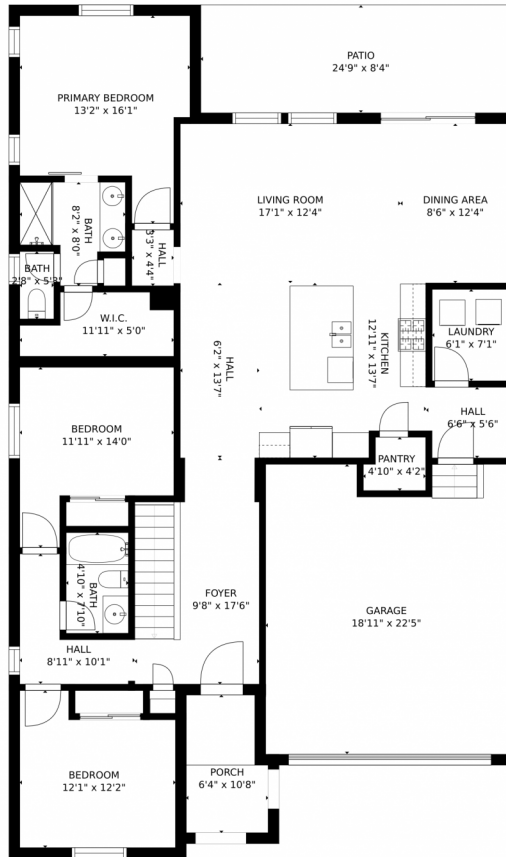 PATIO
24'9" x 8'4"
PRIMARY BEDROOM
13'2" x 16'1"
LIVING ROOM
17'1" x 12'4"
DINING AREA
8'6" x 12'4"
BATH
8'2" x 8'0"
HALL
3'3" x 4'4"
BATH
2'8" x 5'3"
W.I.C.
11'11" x 5'0"
HALL
6'2" x 13'7"
KITCHEN
12'11" x 13'7"
LAUNDRY
6'1" x 7'1"
HALL
6'6" x 5'6"
BEDROOM
11'11" x 14'0"
PANTRY
4'10" x 4'2"
BATH
4'10" x 7'10"
FOYER
9'8" x 17'6"
GARAGE
18'11" x 22'5"
HALL
8'11" x 10'1"
BEDROOM
12'1" x 12'2"
PORCH
6'4" x 10'8"